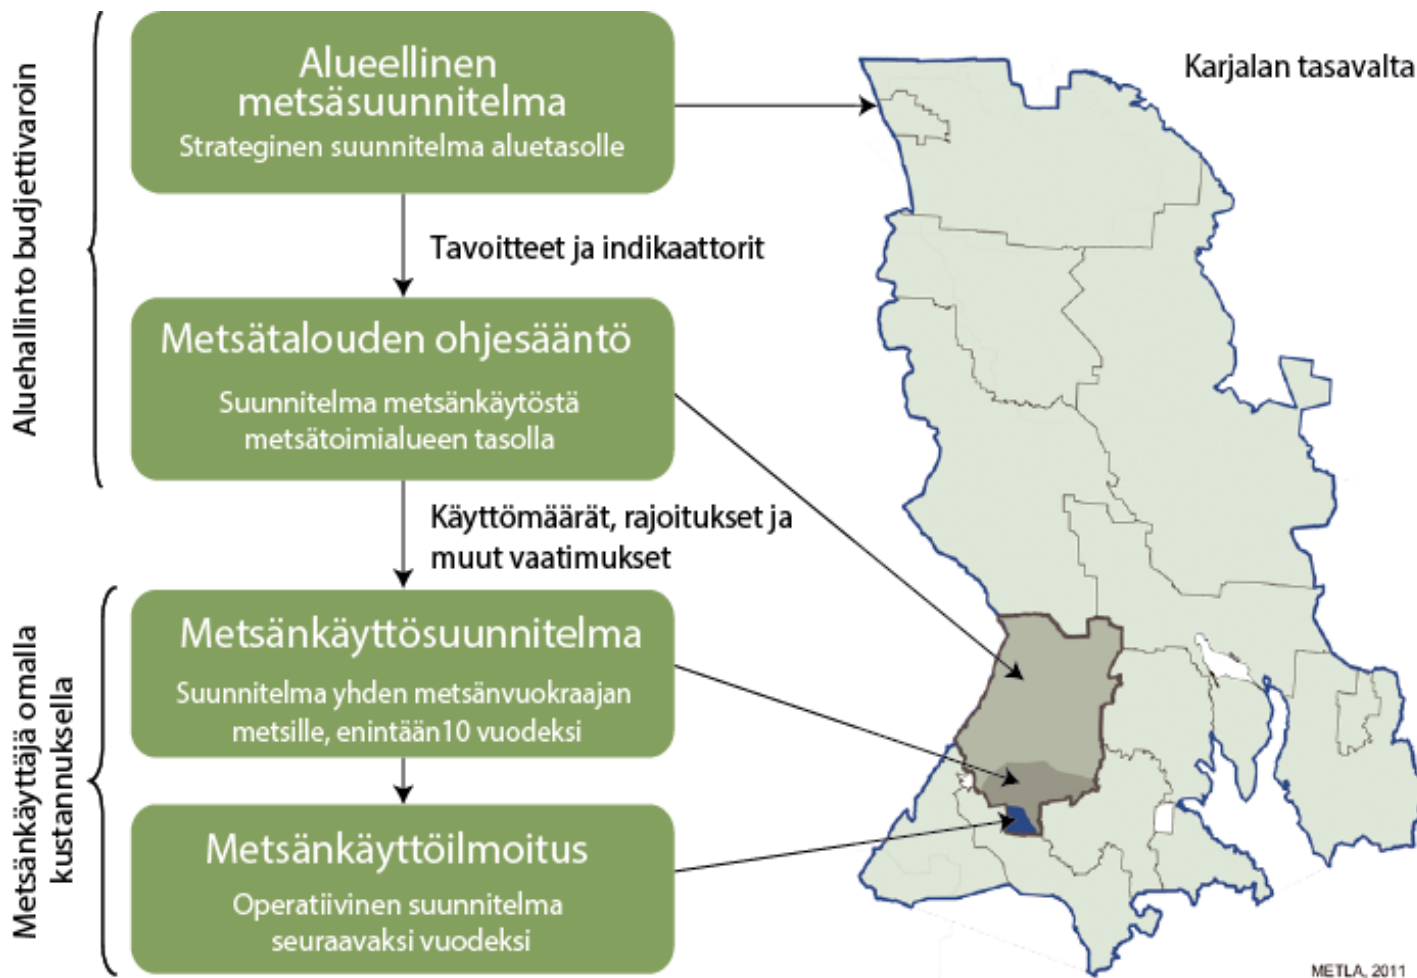 Aluehallinto budjettivaroin
Alueellinen
metsäsuunnitelma
Strateginen suunnitelma aluetasolle
Karjalan tasavalta
Tavoitteet ja indikaattorit
Metsätalouden ohjesääntö
Suunnitelma metsänkäytöstä
metsätoimialueen tasolla
Käyttömäärät, rajoitukset ja
muut vaatimukset
Metsänkäyttäjä omalla
kustannuksella
Metsänkäyttösuunnitelma
Suunnitelma yhden metsänvuokraajan
metsille, enintään10 vuodeksi
Metsänkäyttöilmoitus
Operatiivinen suunnitelma
seuraavaksi vuodeksi
METLA, 2011